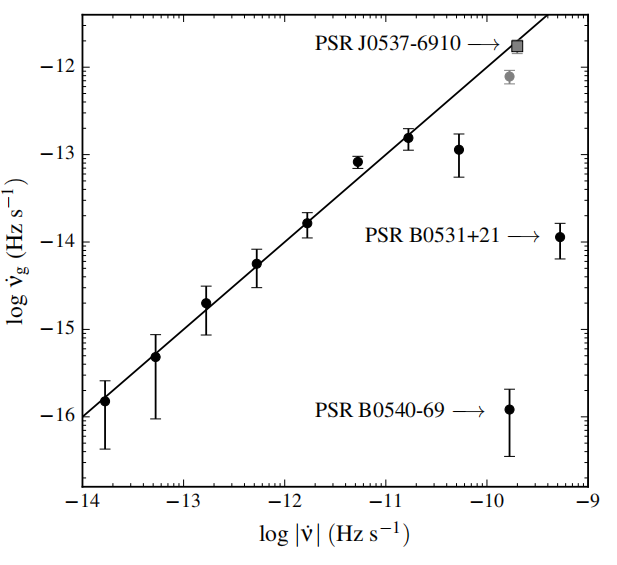 PSR J0537-6910
−12
−13
PSR B0531+21
−14
−15
PSR B0540-69
−16
log ν̇g (Hz s−1)
−14 −13 −12 −11 −10 −9
log |ν̇| (Hz s−1)